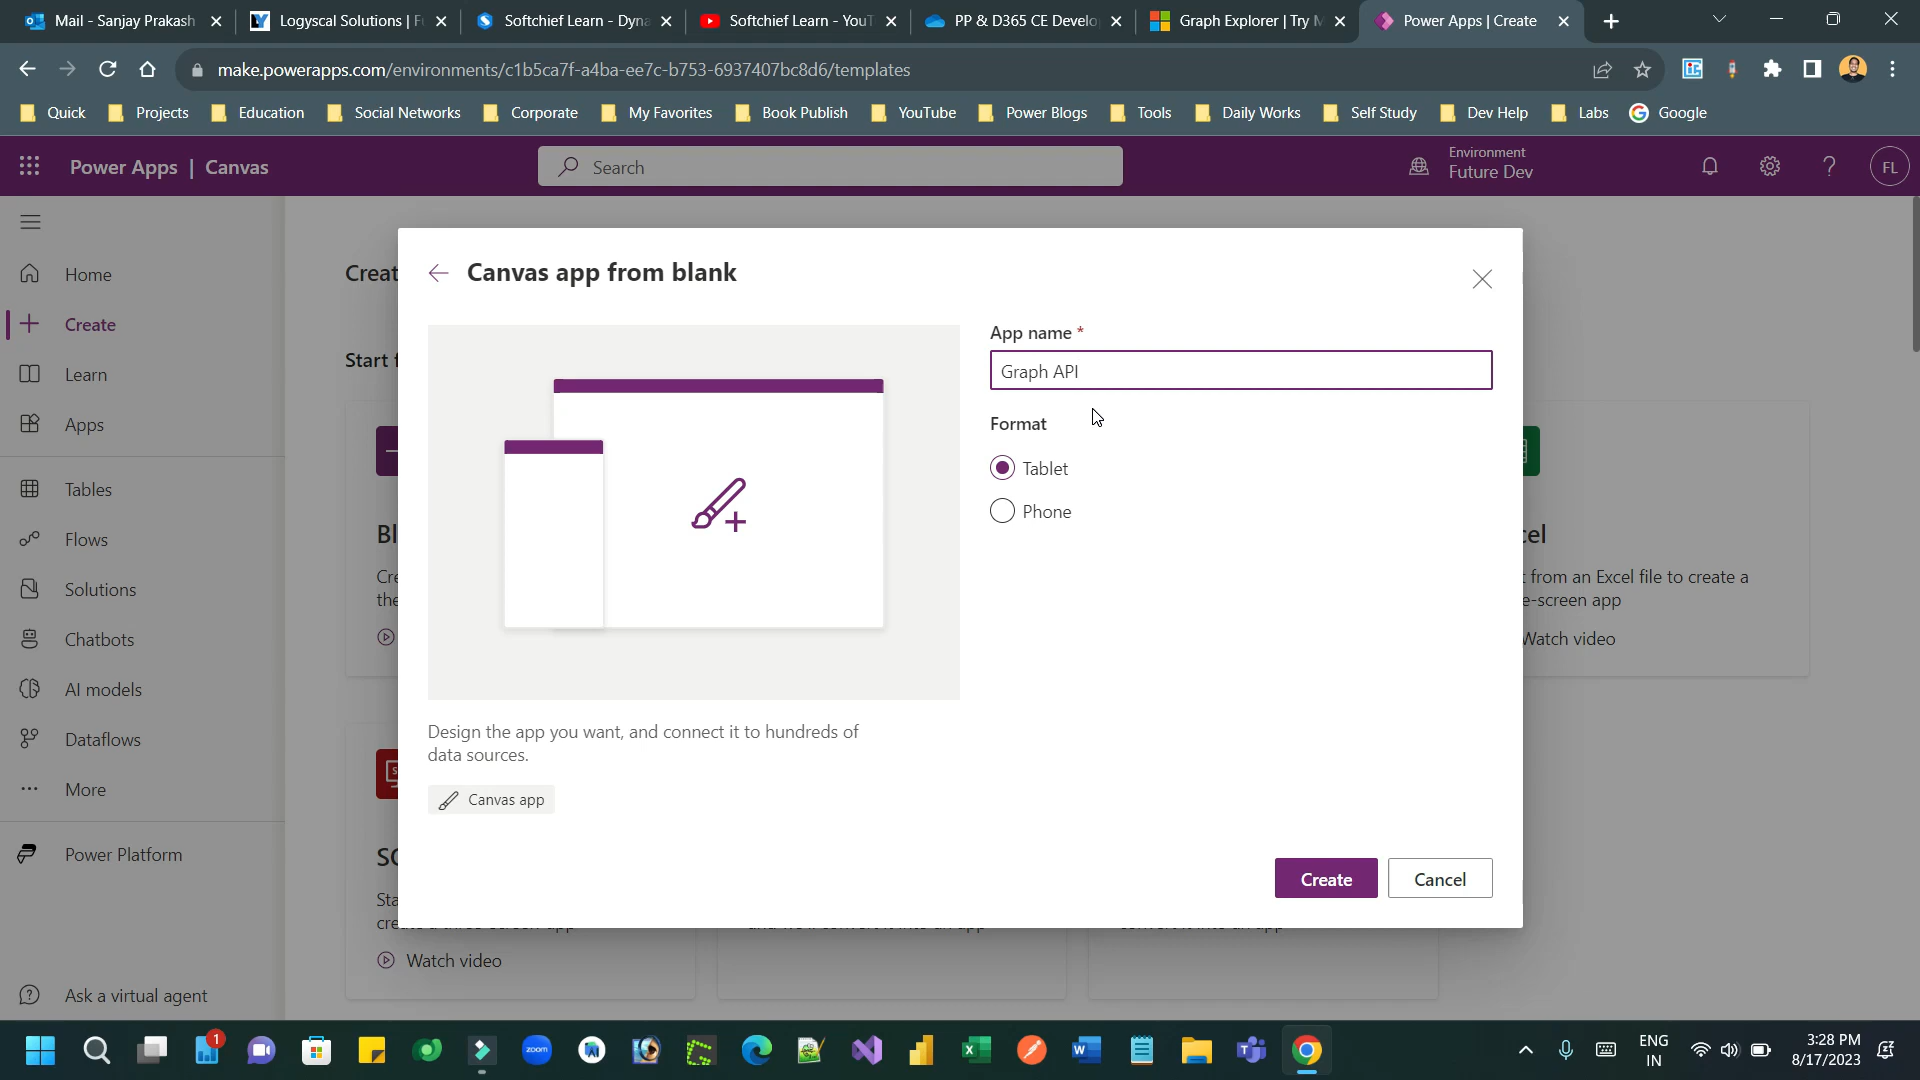 Mail - Sanjay Prakash
Logyscal Solutions | F
Softchief Learn - Dyna
Softchief Learn - YouT
PP & D365 CE Develo
Graph Explorer | Try M
Power Apps | Create
make.powerapps.com/environments/c1b5ca7f-a4ba-ee7c-b753-6937407bc8d6/templates
Quick
Projects
Education
Social Networks
Corporate
My Favorites
Book Publish
YouTube
Power Blogs
Tools
Daily Works
Self Study
Dev Help
Labs
Google
Power Apps | Canvas
Search
Environment
Future Dev
FL
Home
Create
Learn
Apps
Tables
Flows
Solutions
Chatbots
AI models
Dataflows
More
Power Platform
Ask a virtual agent
Creat
Start f
Bl
Cre
the
SC
Sta
Watch video
Canvas app from blank
App name *
Graph API
Format
Tablet
Phone
Design the app you want, and connect it to hundreds of
data sources.
Canvas app
Create
Cancel
cel
from an Excel file to create a
e-screen app
Watch video
1
zoom
ENG
IN
3:28 PM
8/17/2023